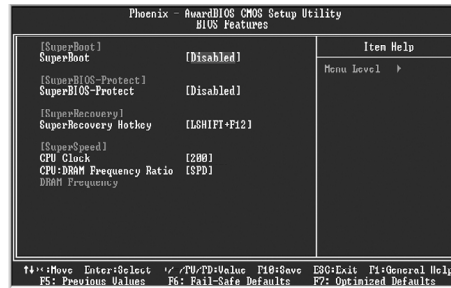 Phoenix - AwardBIOS CMOS Setup Utility
BIOS Features
[SuperBoot]
SuperBoot [Disabled]
Item Help
Menu Level ▸
[SuperBIOS-Protect]
SuperBIOS-Protect [Disabled]
[SuperRecovery]
SuperRecovery Hotkey [LSHIFT+F12]
[SuperSpeed]
CPU Clock [200]
CPU:DRAM Frequency Ratio [SPD]
DRAM Frequency
:Move Enter:Select /PU/PD:Value F10:Save ESC:Exit F1:General Help
F5: Previous Values F6: Fail-Safe Defaults F7: Optimized Defaults